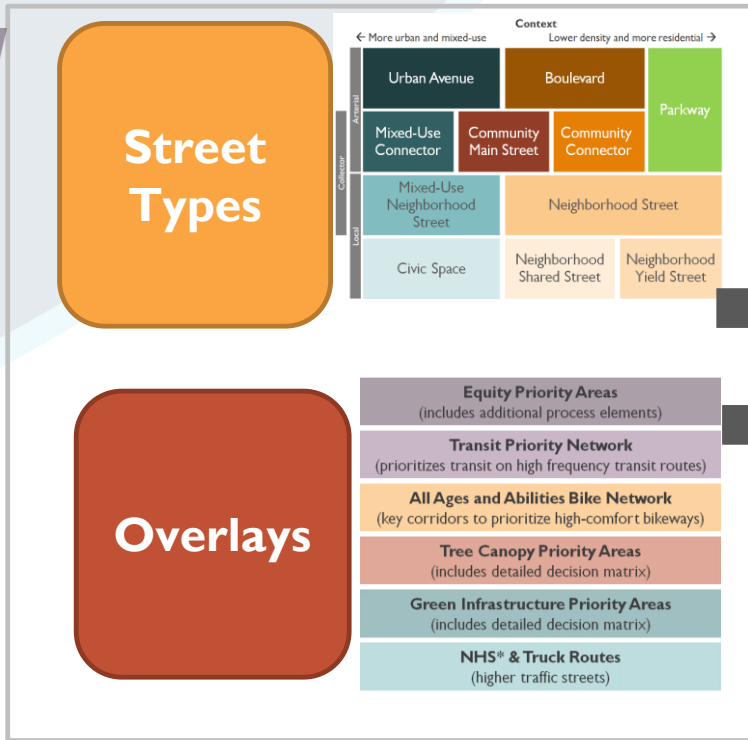 Street
Types
Context
← More urban and mixed-use
Lower density and more residential →
Arterial
Collector
Local
Urban Avenue
Boulevard
Parkway
Mixed-Use
Connector
Community
Main Street
Community
Connector
Mixed-Use
Neighborhood
Street
Neighborhood Street
Civic Space
Neighborhood
Shared Street
Neighborhood
Yield Street
Overlays
Equity Priority Areas
(includes additional process elements)
Transit Priority Network
(prioritizes transit on high frequency transit routes)
All Ages and Abilities Bike Network
(key corridors to prioritize high-comfort bikeways)
Tree Canopy Priority Areas
(includes detailed decision matrix)
Green Infrastructure Priority Areas
(includes detailed decision matrix)
NHS* & Truck Routes
(higher traffic streets)